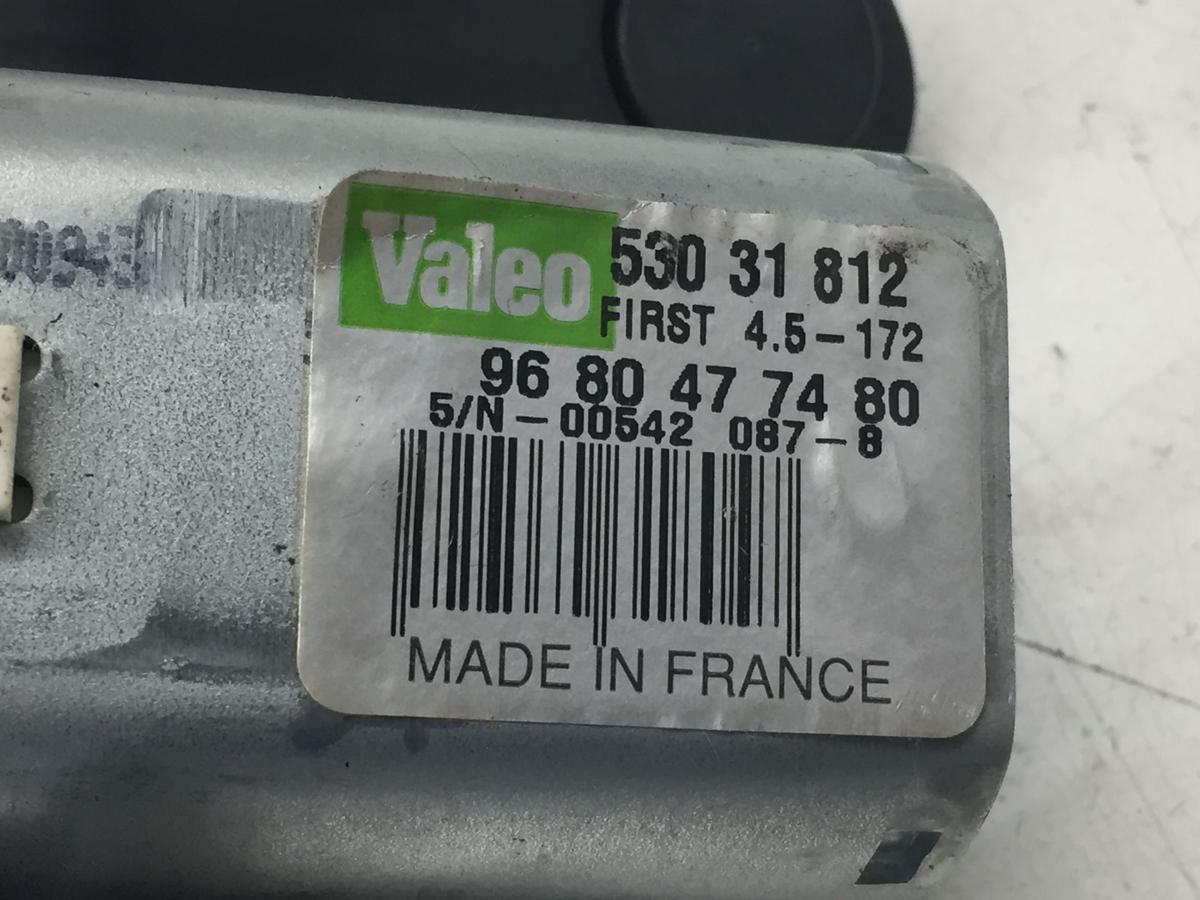 Valeo
530 31 812
FIRST 4.5-172
96 80 47 74 80
S/N-00542 087-8
MADE IN FRANCE